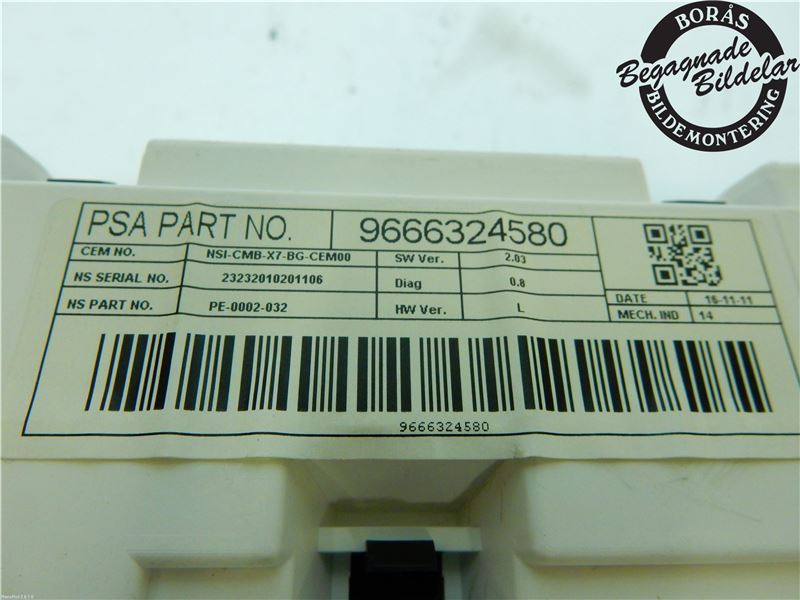 BORÅS
Begagnade
Bildelar
BILDEMONTERING
PSA PART NO. 9666324580
CEM NO. NSI-CMB-X7-BG-CEM00 SW Ver. 2.03
NS SERIAL NO. 23232010201106 Diag 0.8
NS PART NO. PE-0002-032 HW Ver. L
DATE 16-11-11
MECH. IND 14
9666324580